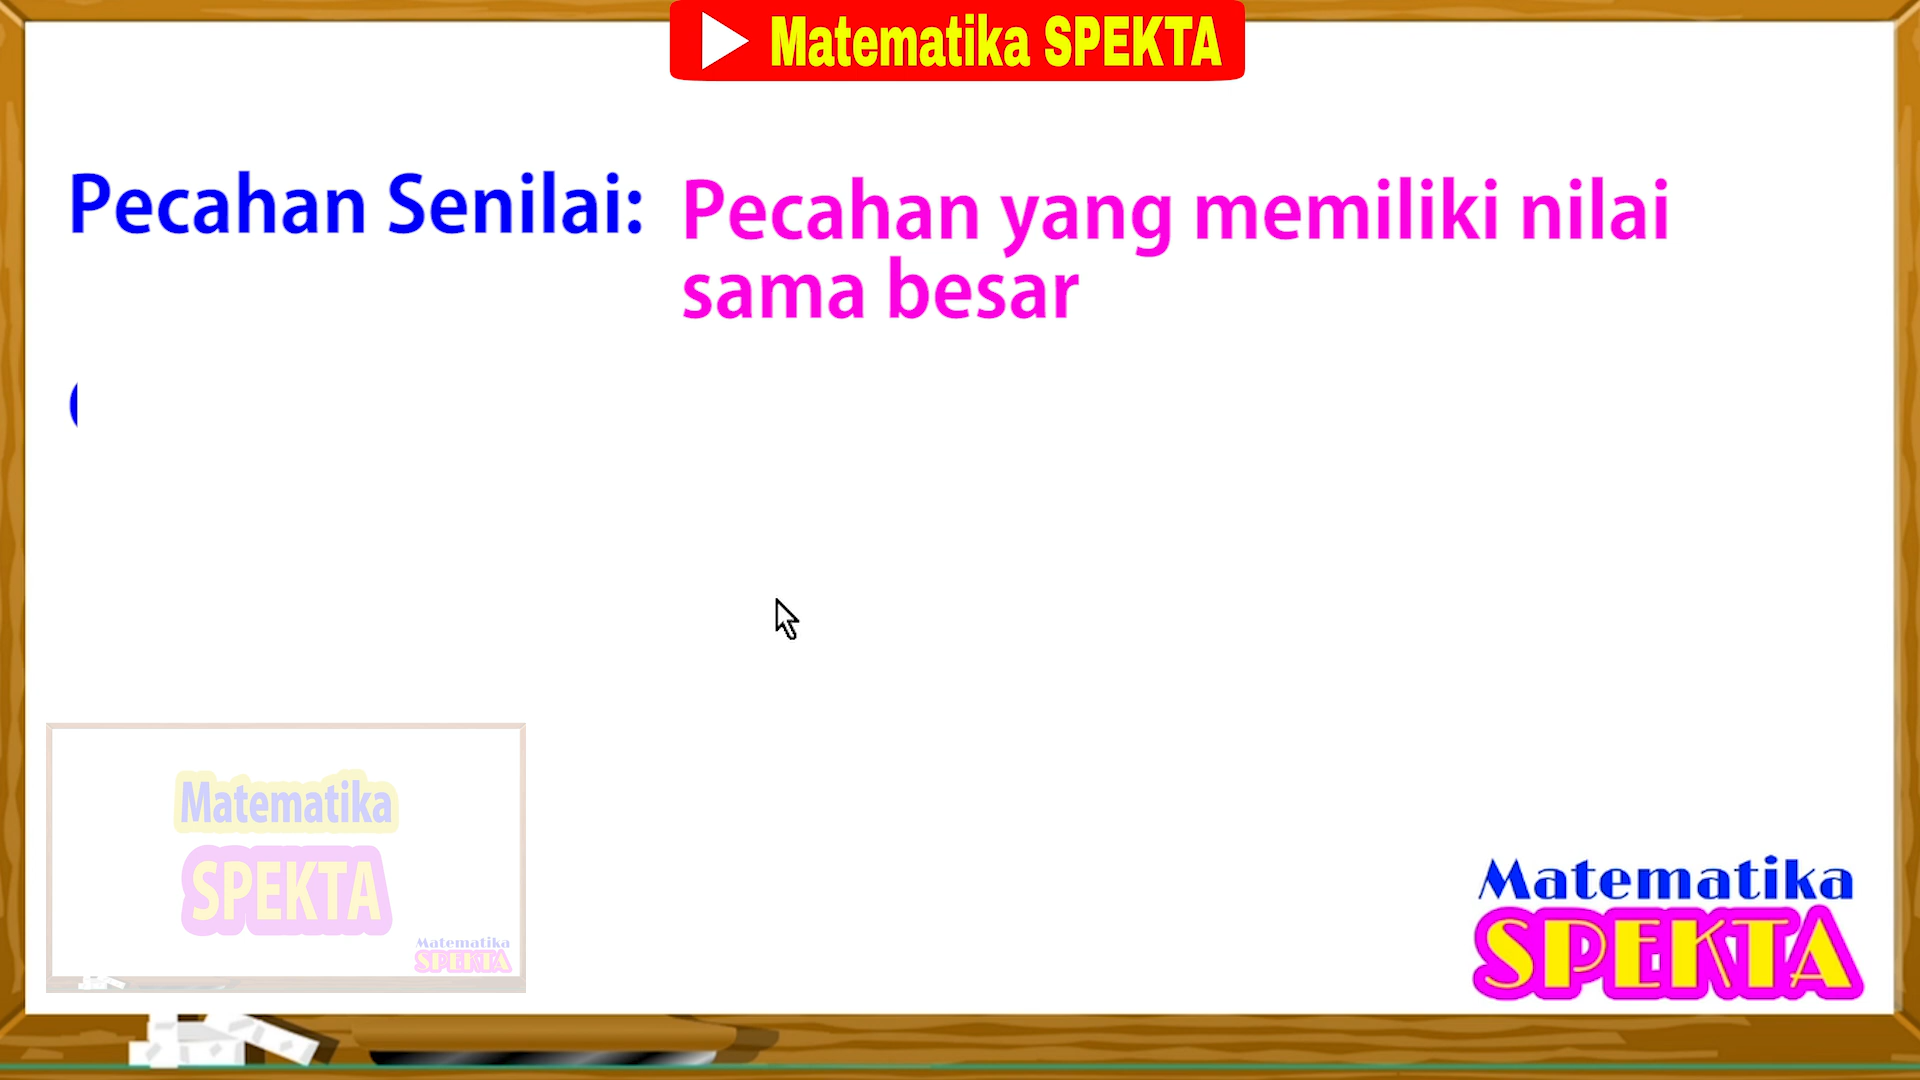 Matematika SPEKTA
Pecahan Senilai: Pecahan yang memiliki nilai
sama besar
Matematika
SPEKTA
Matematika
SPEKTA
Matematika
SPEKTA